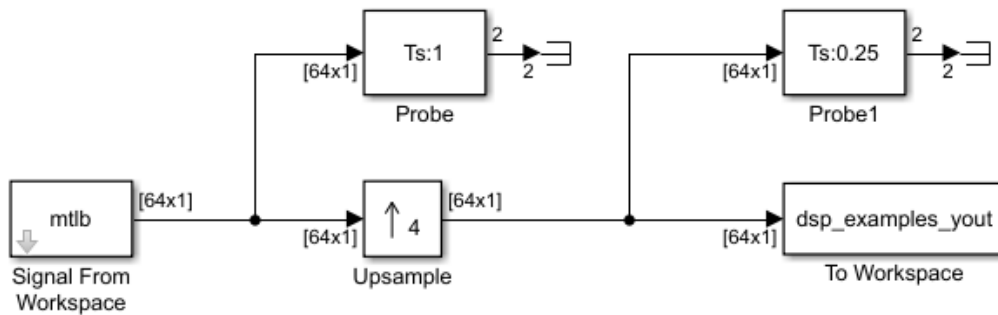 Ts:1
2
2
[64x1]
Probe
Ts:0.25
2
2
[64x1]
Probe1
mtlb
[64x1]
Signal From
Workspace
[64x1]
4
[64x1]
Upsample
[64x1]
dsp_examples_yout
To Workspace